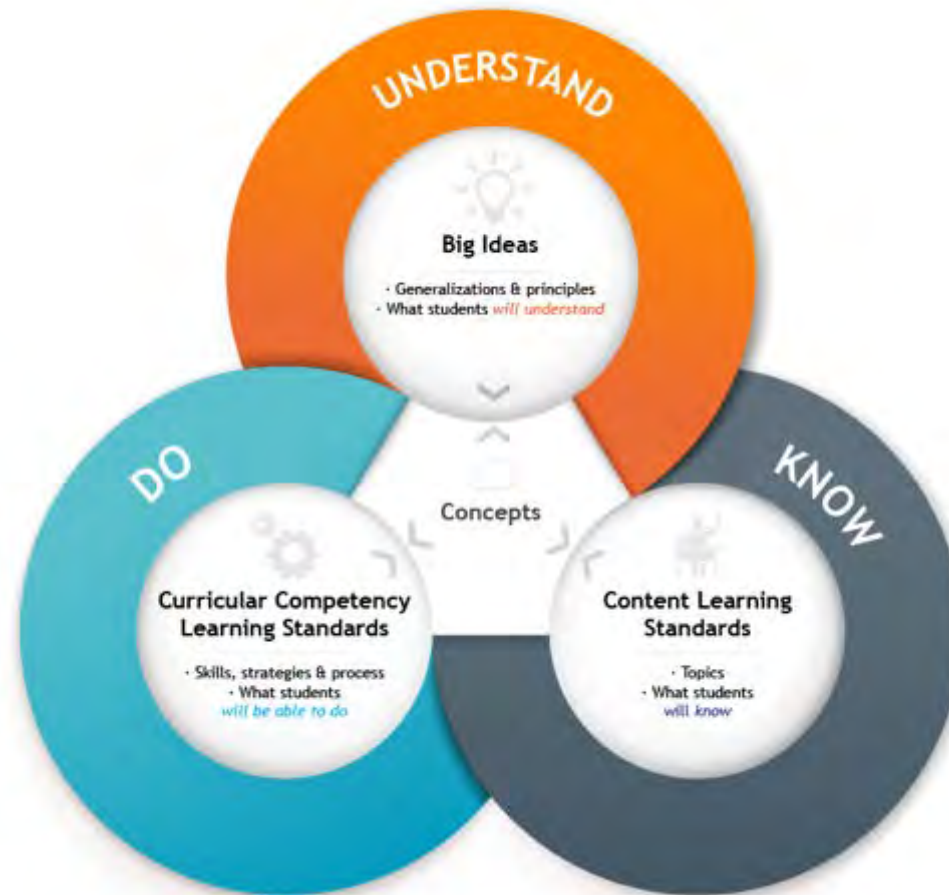 UNDERSTAND
Big Ideas
· Generalizations & principles
· What students will understand
DO
KNOW
Concepts
Curricular Competency
Learning Standards
· Skills, strategies & process
· What students
will be able to do
Content Learning
Standards
· Topics
· What students
will know